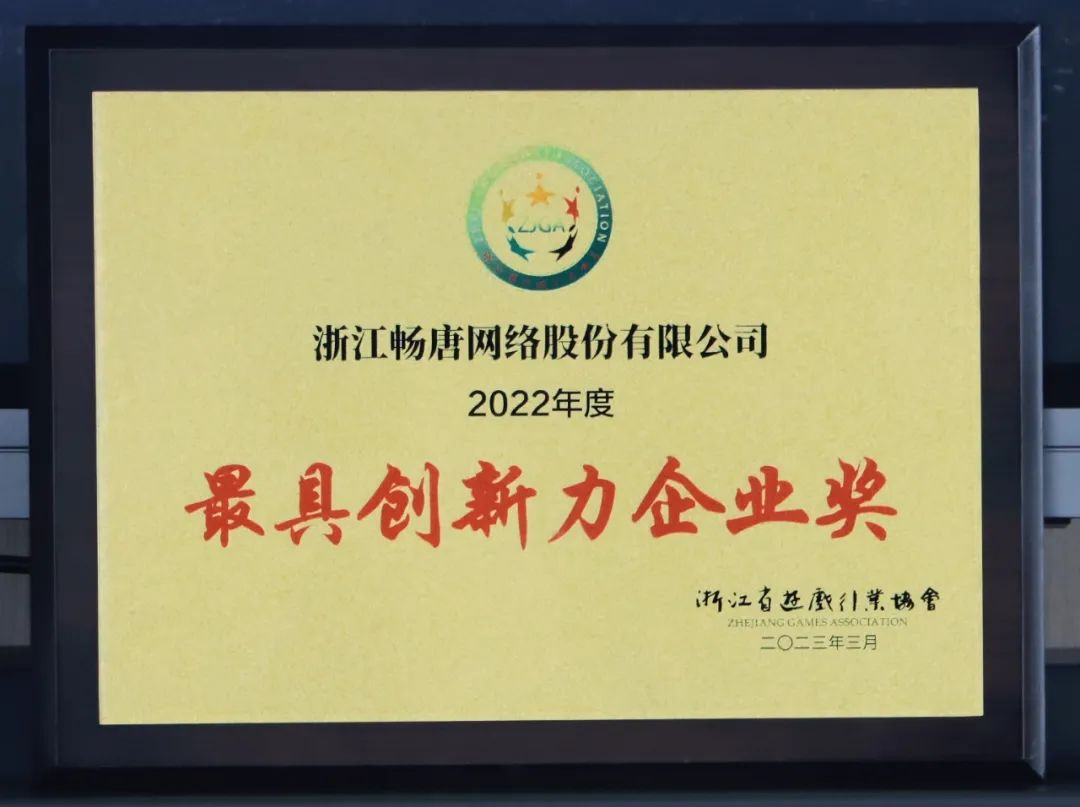 ASSOCIATION
ZJGA
浙江畅唐网络股份有限公司
2022年度
最具创新力企业奖
浙江省遊戲行業協會
ZHEJIANG GAMES ASSOCIATION
二〇二三年三月